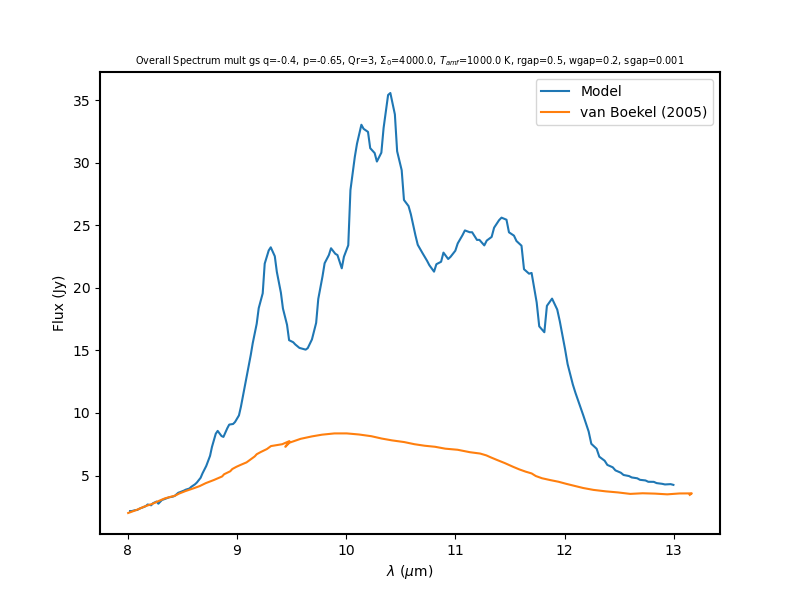 Overall Spectrum mult gs q=-0.4, p=-0.65, Qr=3, Σ₀=4000.0, Tₐₘf=1000.0 K, rgap=0.5, wgap=0.2, sgap=0.001
Model
van Boekel (2005)
35
30
25
20
15
10
5
Flux (Jy)
8 9 10 11 12 13
λ (μm)